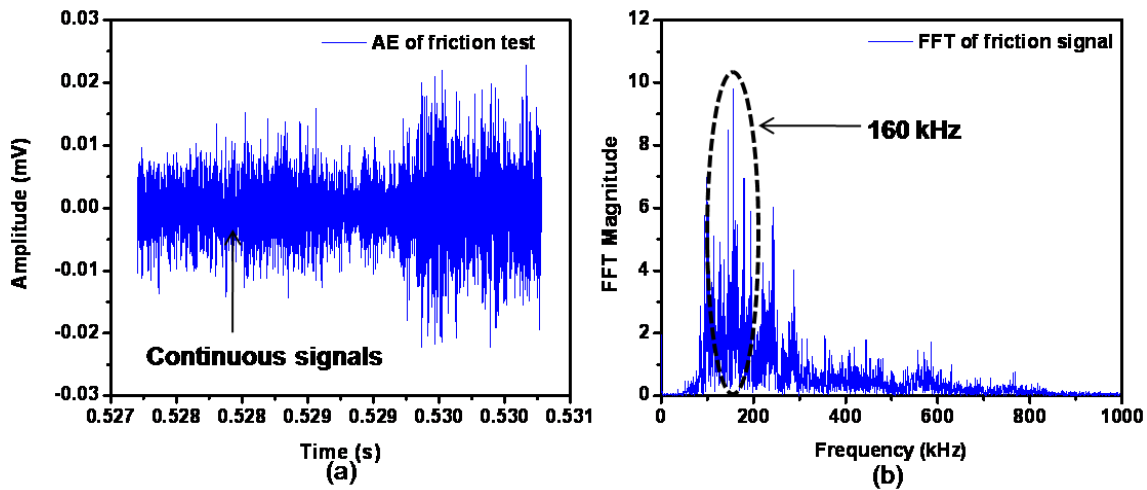 0.03
0.02
0.01
0.00
-0.01
-0.02
-0.03
Amplitude (mV)
AE of friction test
Continuous signals
0.527 0.528 0.528 0.529 0.529 0.530 0.530 0.531
Time (s)
(a)
12
10
8
6
4
2
0
FFT Magnitude
FFT of friction signal
160 kHz
0 200 400 600 800 1000
Frequency (kHz)
(b)